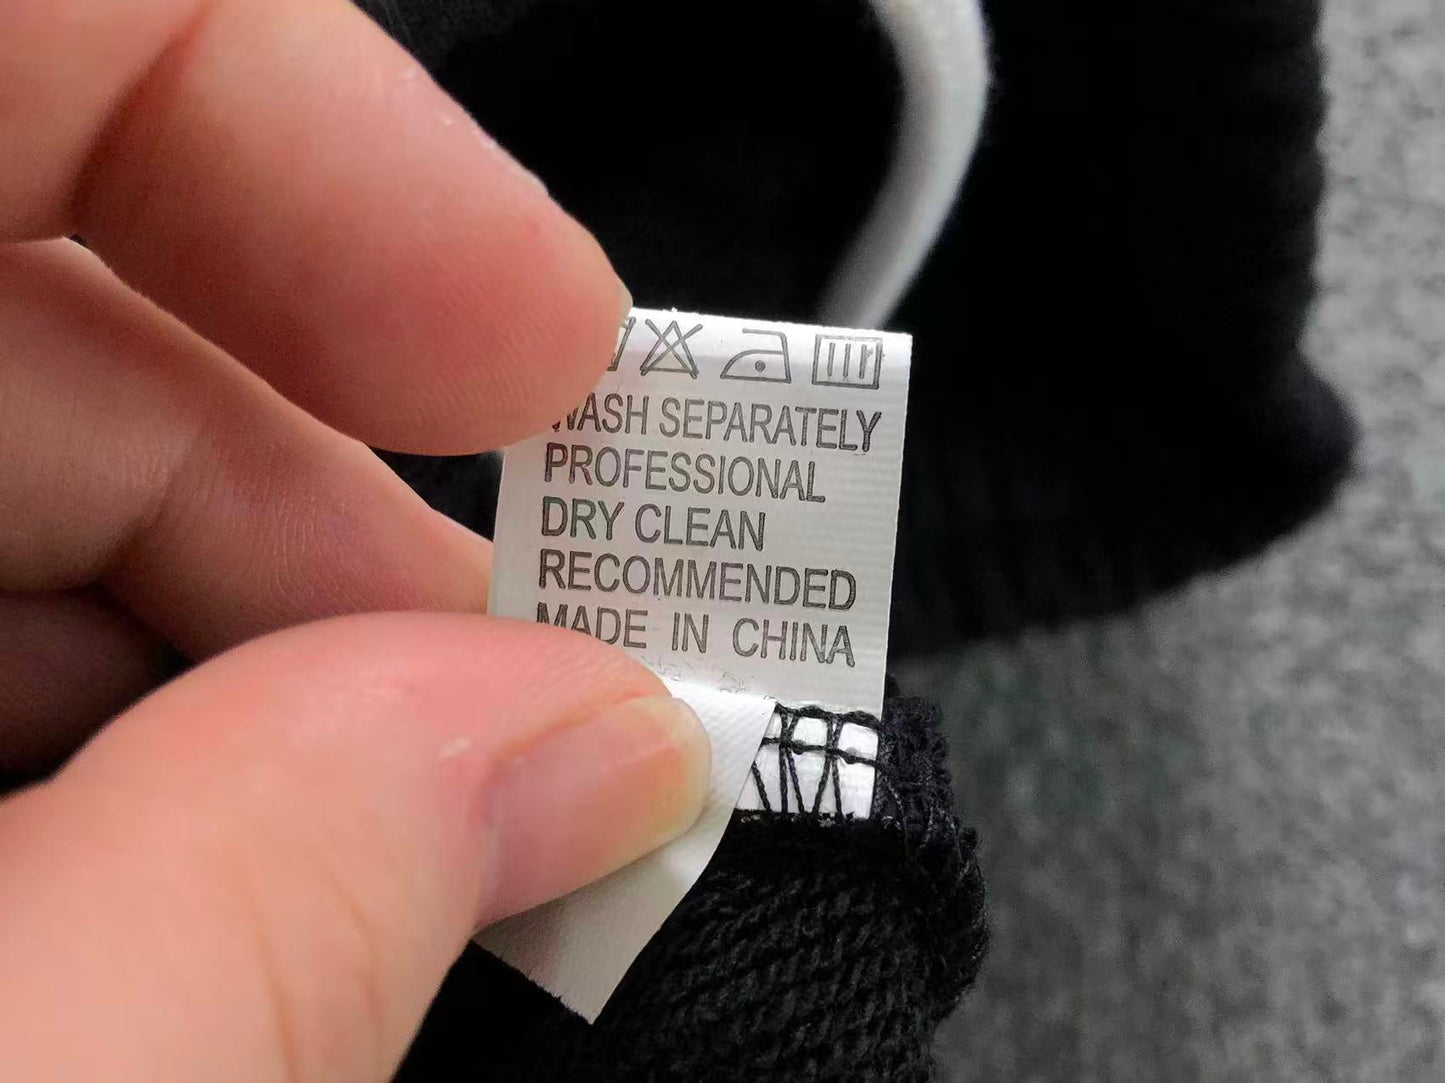 WASH SEPARATELY
PROFESSIONAL
DRY CLEAN
RECOMMENDED
MADE IN CHINA